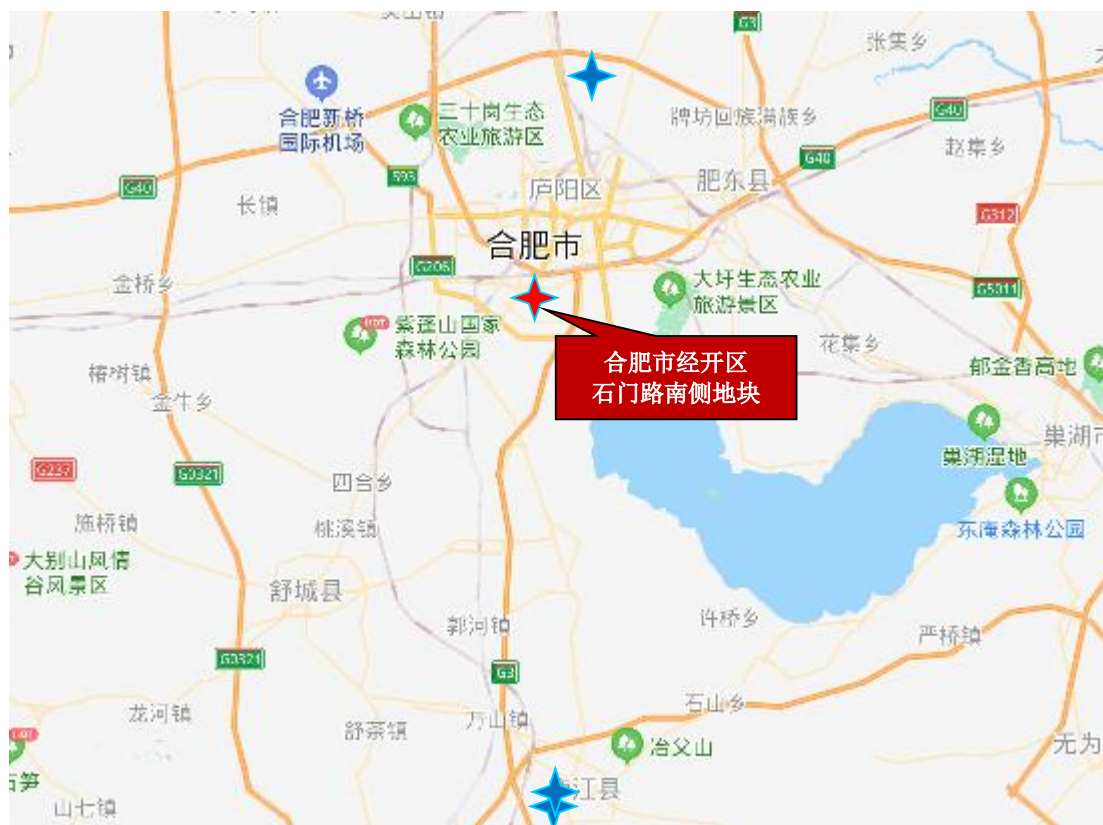 G3
张集乡
合肥新桥
国际机场
三十岗生态
农业旅游区
牌坊回族满族乡
G40
G40
赵集乡
S93
G40
庐阳区
肥东县
长镇
G312
合肥市
G206
金桥乡
大圩生态农业
旅游景区
G5011
HOT
紫蓬山国家
森林公园
花集乡
合肥市经开区
石门路南侧地块
郁金香高地
椿树镇
金牛乡
巢湖湿地
巢湖市
G237
G0321
四合乡
施桥镇
桃溪镇
东庵森林公园
大别山风情
谷风景区
舒城县
许桥乡
郭河镇
严桥镇
G0321
G3
石山乡
龙河镇
舒茶镇
万山镇
冶父山
无为
HOT
石笋
江县
山七镇